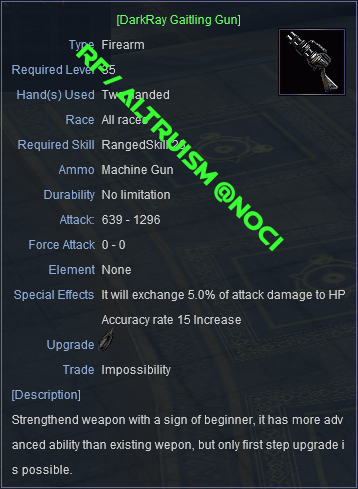 [DarkRay Gaitling Gun]
Type Firearm
Required Level 35
Hand(s) Used Two Handed
Race All races
Required Skill RangedSkill
Ammo Machine Gun
Durability No limitation
Attack: 639 - 1296
Force Attack 0 - 0
Element None
Special Effects It will exchange 5.0% of attack damage to HP
Accuracy rate 15 Increase
Upgrade
Trade Impossibility
[Description]
Strengthend weapon with a sign of beginner, it has more adv
anced ability than existing wepon, but only first step upgrade i
s possible.
RP / ALTRUISM @NOCI